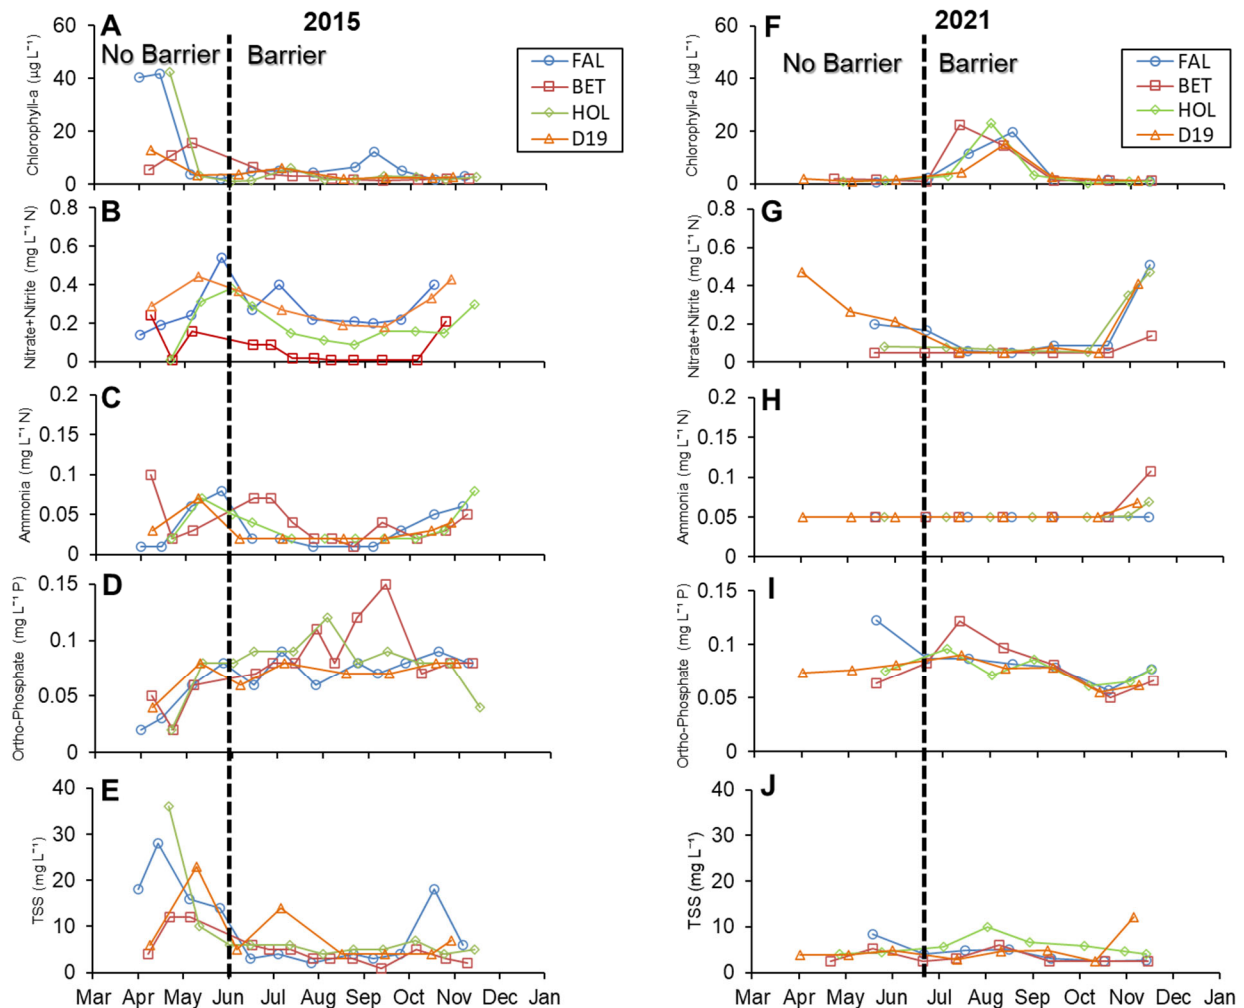 2015
A
No Barrier
Barrier
FAL
BET
HOL
D19
Chlorophyll-a (µg L⁻¹)
60
40
20
0
B
Nitrate+Nitrite (mg L⁻¹ N)
0.8
0.6
0.4
0.2
0
C
Ammonia (mg L⁻¹ N)
0.2
0.15
0.1
0.05
0
D
Ortho-Phosphate (mg L⁻¹ P)
0.15
0.1
0.05
0
E
TSS (mg L⁻¹)
40
30
20
10
0
Mar Apr May Jun Jul Aug Sep Oct Nov Dec Jan
2021
F
No Barrier
Barrier
FAL
BET
HOL
D19
Chlorophyll-a (µg L⁻¹)
60
40
20
0
G
Nitrate+Nitrite (mg L⁻¹ N)
0.8
0.6
0.4
0.2
0
H
Ammonia (mg L⁻¹ N)
0.2
0.15
0.1
0.05
0
I
Ortho-Phosphate (mg L⁻¹ P)
0.15
0.1
0.05
0
J
TSS (mg L⁻¹)
40
30
20
10
0
Mar Apr May Jun Jul Aug Sep Oct Nov Dec Jan